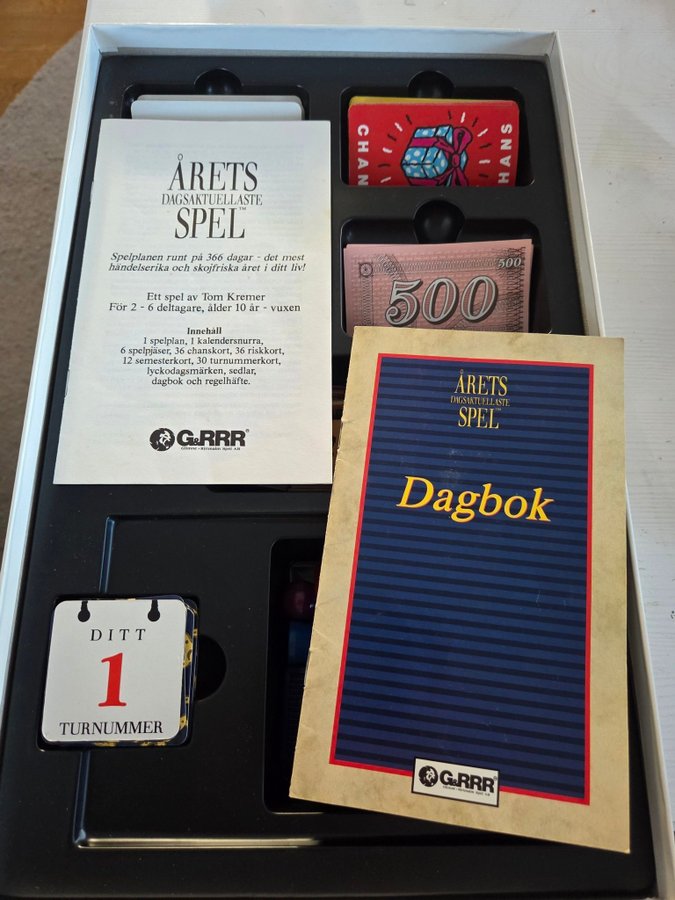 ÅRETS
DAGSAKTUELLASTE
SPEL™
Spelplanen runt på 366 dagar - det mest
händelserika och skojfriska året i ditt liv!
Ett spel av Tom Kremer
För 2 - 6 deltagare, ålder 10 år - vuxen
Innehåll
1 spelplan, 1 kalendersnurra,
6 spelpjäser, 36 chanskort, 36 riskkort,
12 semesterkort, 30 turnummerkort,
lyckodagsmärken, sedlar,
dagbok och regelhäfte.
G&RRR®
CHAN
HANS
500
500
ÅRETS
DAGSAKTUELLASTE
SPEL™
Dagbok
G&RRR®
DITT
1
TURNUMMER